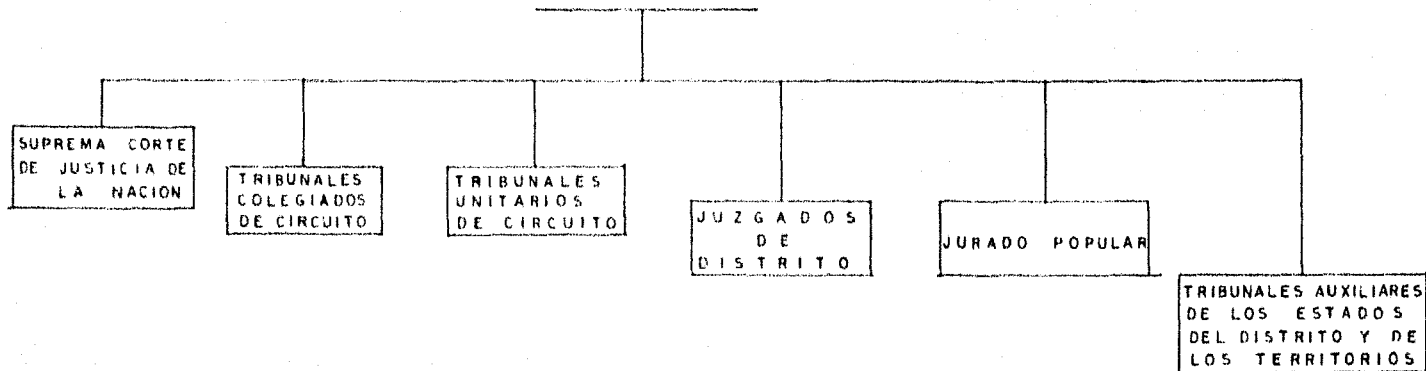 SUPREMA CORTE
DE JUSTICIA DE
LA NACION
TRIBUNALES
COLEGIADOS
DE CIRCUITO
TRIBUNALES
UNITARIOS
DE CIRCUITO
JUZGADOS
DE
DISTRITO
JURADO POPULAR
TRIBUNALES AUXILIARES
DE LOS ESTADOS
DEL DISTRITO Y DE
LOS TERRITORIOS